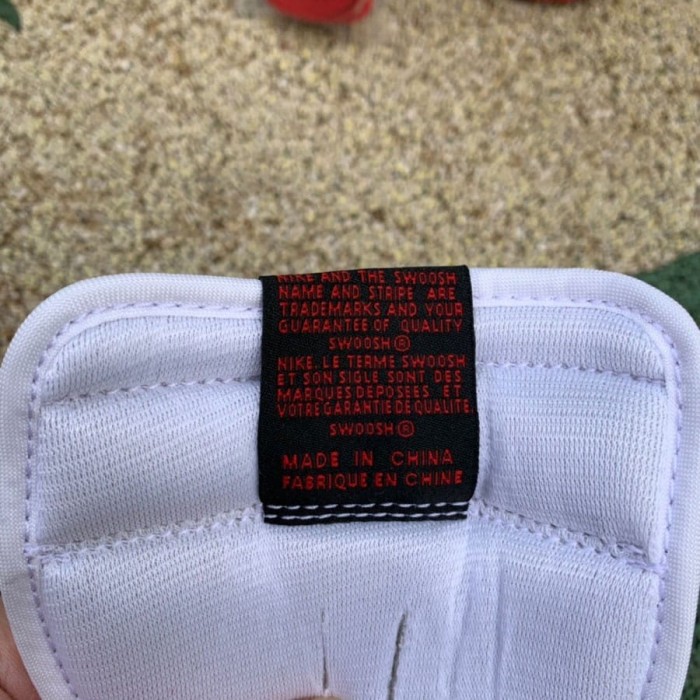 NIKE AND THE SWOOSH
NAME AND STRIPE ARE
TRADEMARKS AND YOUR
GUARANTEE OF QUALITY
SWOOSH®
NIKE. LE TERME SWOOSH
ET SON SIGLE SONT DES
MARQUES DEPOSEES ET
VOTRE GARANTIE DE QUALITE.
SWOOSH®
MADE IN CHINA
FABRIQUE EN CHINE